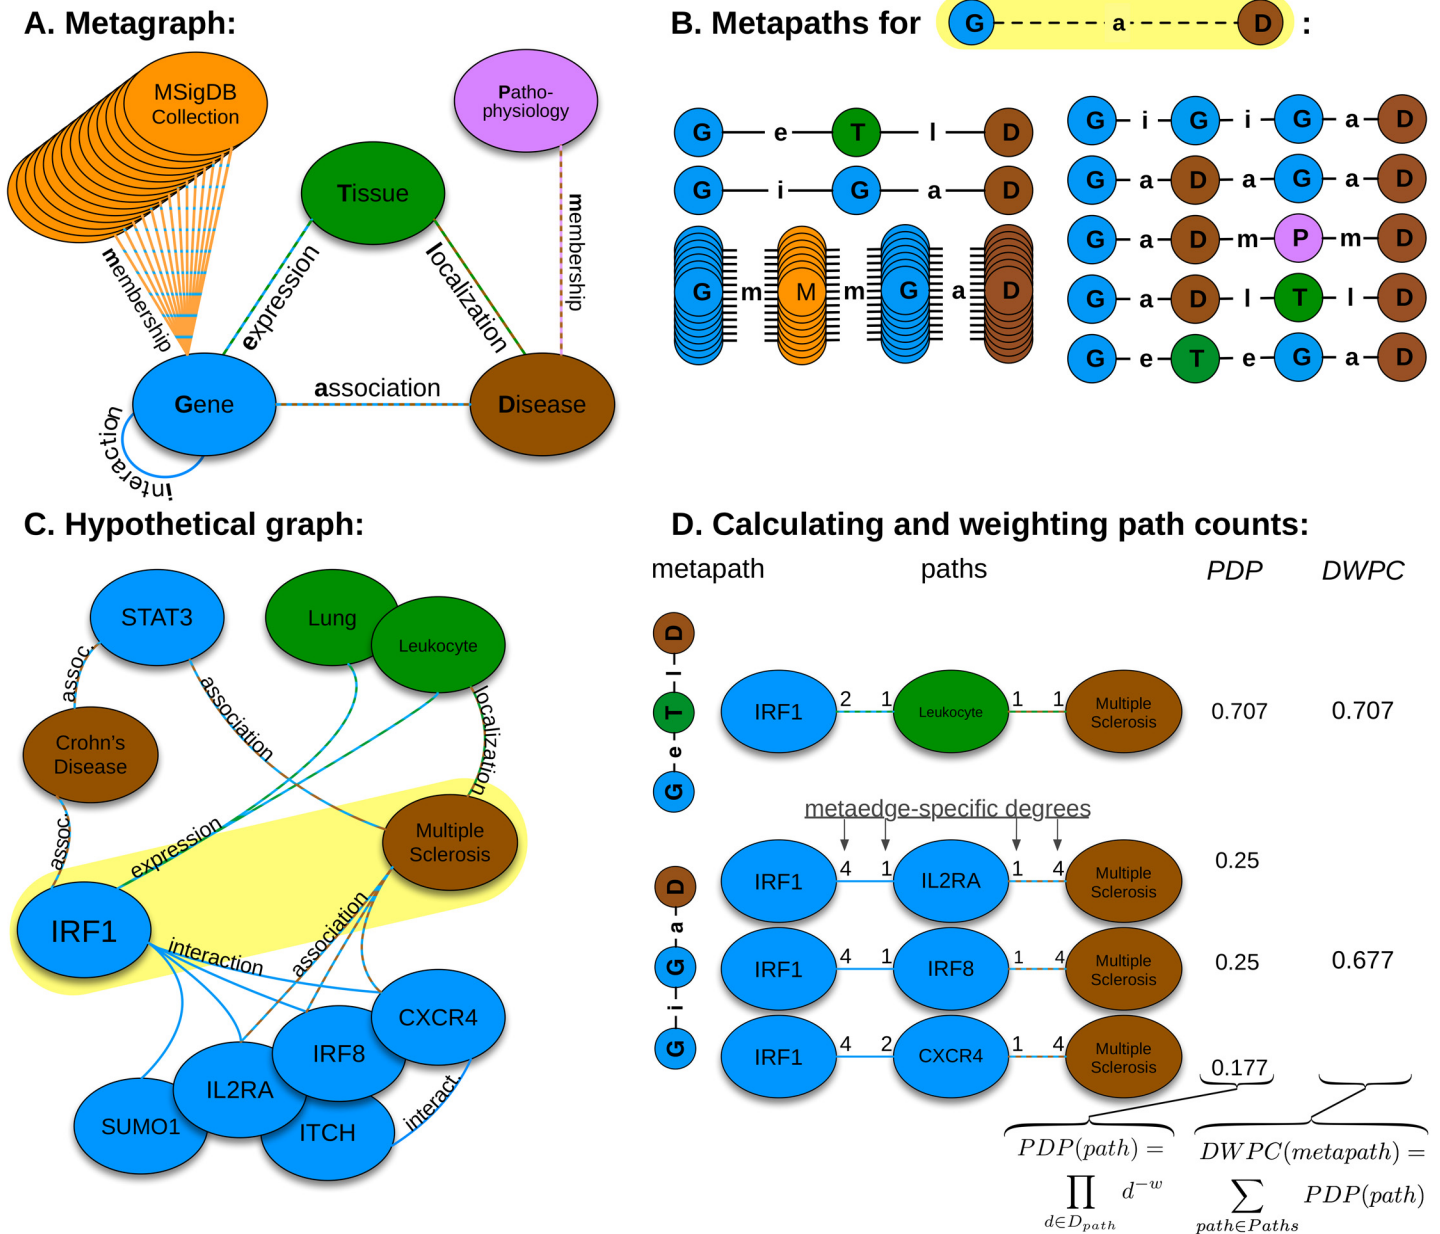 A. Metagraph:
MSigDB
Collection
Patho-
physiology
Tissue
membership
expression
localization
membership
Gene
association
Disease
interaction
B. Metapaths for G a D :
G e T l D
G i G a D
G m M m G a D
G i G i G a D
G a D a G a D
G a D m P m D
G a D l T l D
G e T e G a D
C. Hypothetical graph:
STAT3
Lung
Leukocyte
assoc.
association
localization
Crohn's
Disease
assoc.
expression
Multiple
Sclerosis
IRF1
interaction
association
CXCR4
IRF8
IL2RA
SUMO1
ITCH
interact.
D. Calculating and weighting path counts:
metapath paths PDP DWPC
G e T l D
IRF1 2 1 Leukocyte 1 1 Multiple
Sclerosis
0.707 0.707
metaedge-specific degrees
G i G a D
IRF1 4 1 IL2RA 1 4 Multiple
Sclerosis
0.25
IRF1 4 1 IRF8 1 4 Multiple
Sclerosis
0.25 0.677
IRF1 4 2 CXCR4 1 4 Multiple
Sclerosis
0.177
PDP(path) =
∏ d^{-w}
d∈D_{path}
DWPC(metapath) =
∑ PDP(path)
path∈Paths